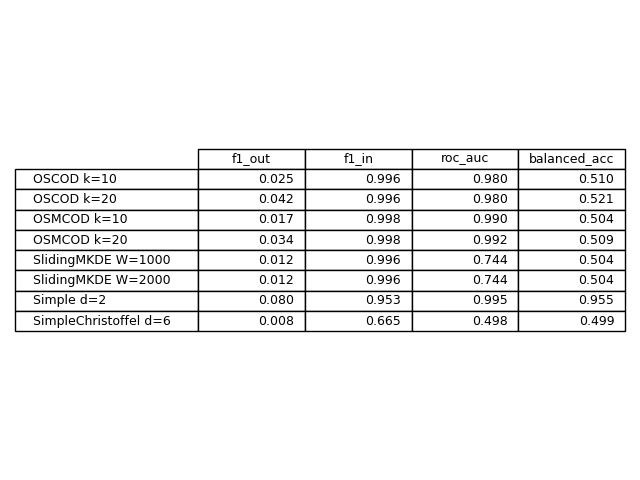 f1_out f1_in roc_auc balanced_acc
OSCOD k=10 0.025 0.996 0.980 0.510
OSCOD k=20 0.042 0.996 0.980 0.521
OSMCOD k=10 0.017 0.998 0.990 0.504
OSMCOD k=20 0.034 0.998 0.992 0.509
SlidingMKDE W=1000 0.012 0.996 0.744 0.504
SlidingMKDE W=2000 0.012 0.996 0.744 0.504
Simple d=2 0.080 0.953 0.995 0.955
SimpleChristoffel d=6 0.008 0.665 0.498 0.499